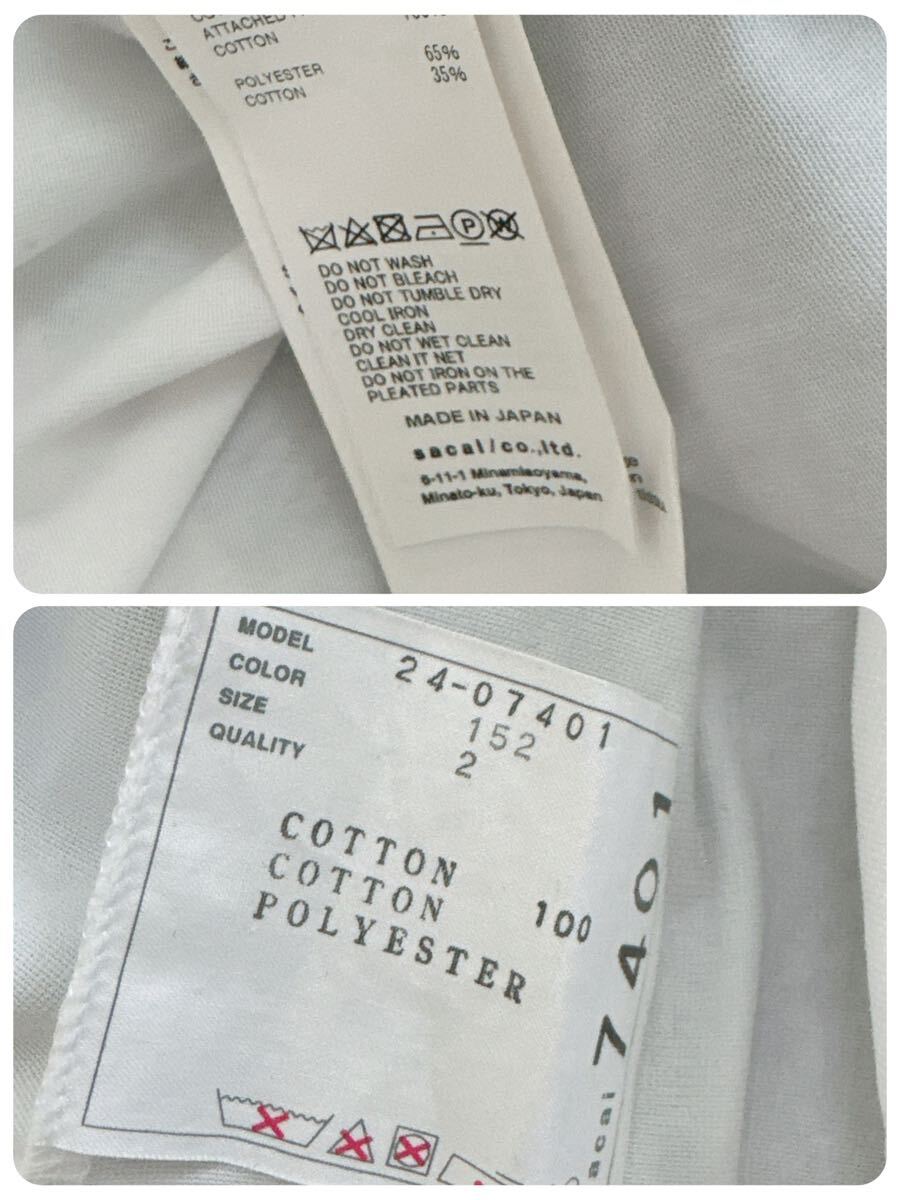 ATTACHED
COTTON
POLYESTER 65%
COTTON 35%
DO NOT WASH
DO NOT BLEACH
DO NOT TUMBLE DRY
COOL IRON
DRY CLEAN
DO NOT WET CLEAN
CLEAN IT NET
DO NOT IRON ON THE
PLEATED PARTS
MADE IN JAPAN
sacai/co.,ltd.
6-11-1 Minamiaoyama,
Minato-ku, Tokyo, Japan
MODEL 24-07401
COLOR 152
SIZE 2
QUALITY
COTTON 100
COTTON
POLYESTER
sacai 7401